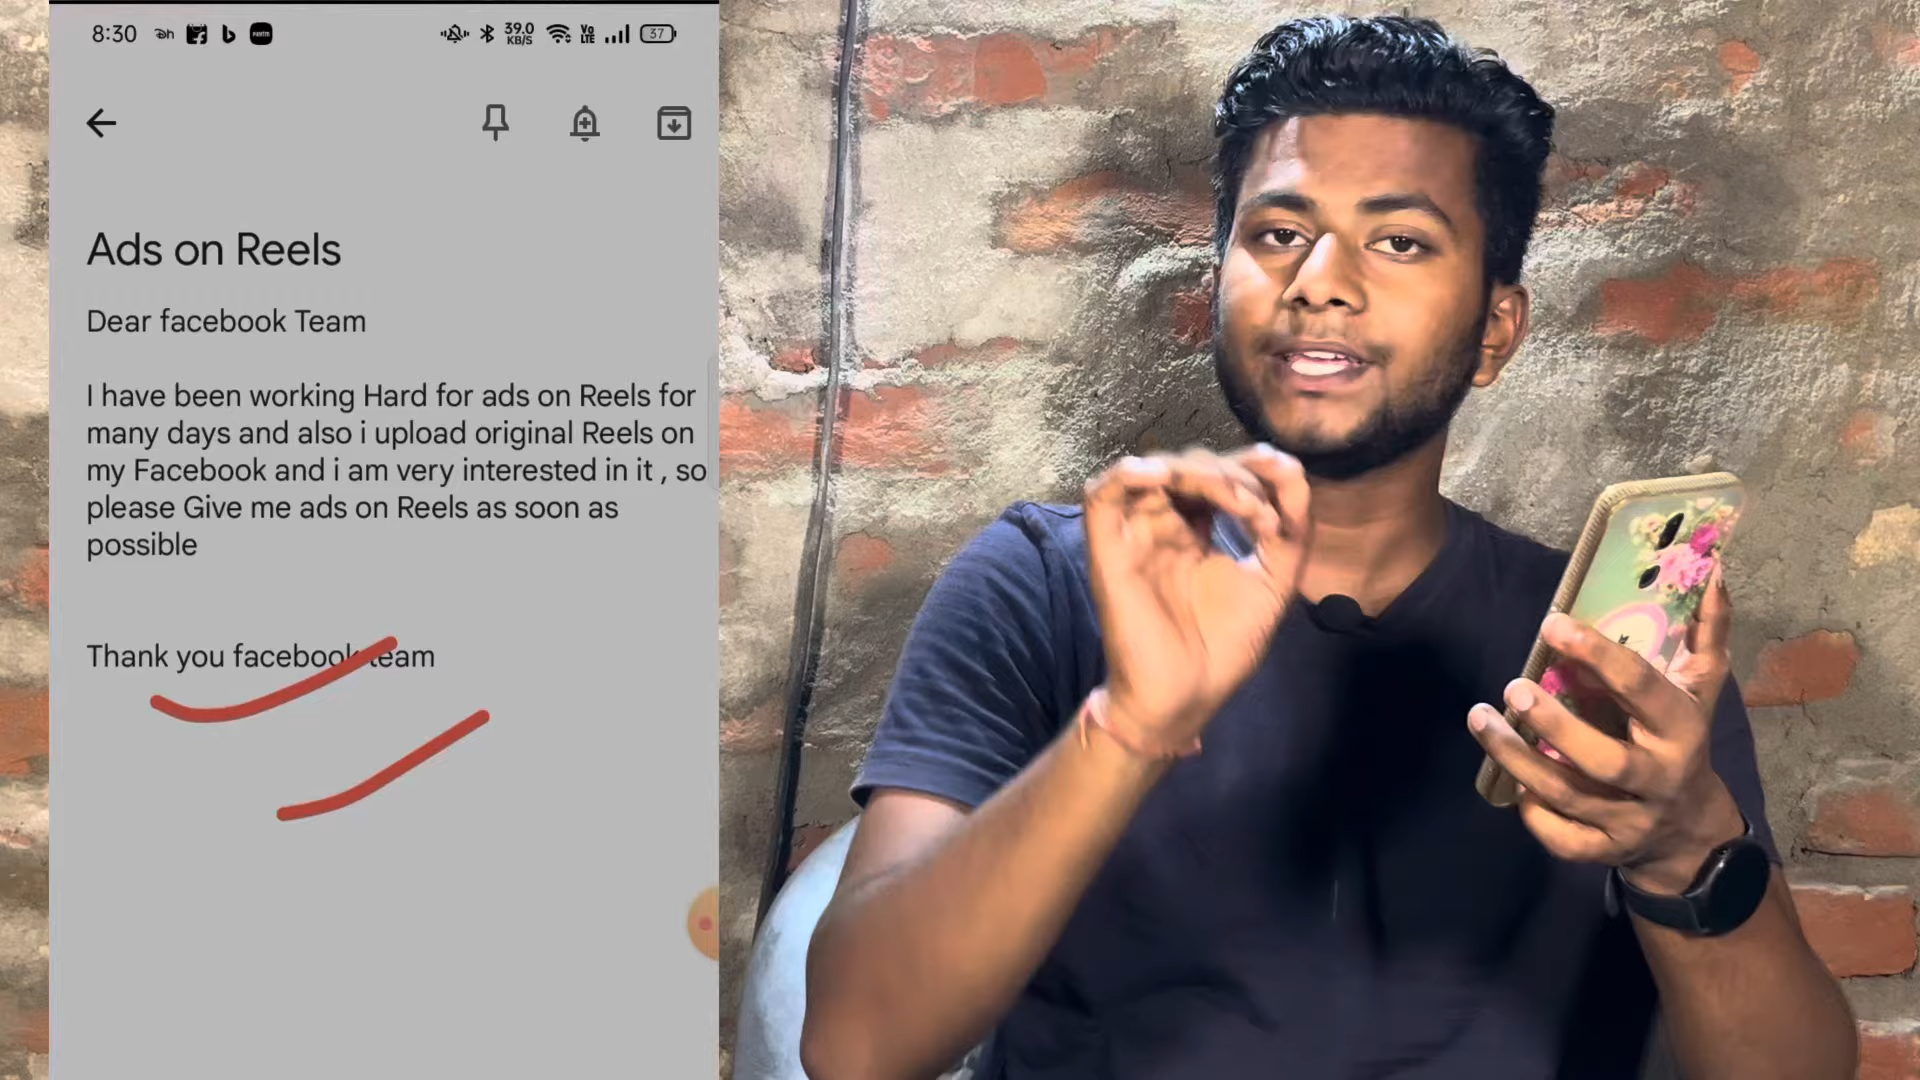 8:30 39.0 KB/S Vo LTE 37
Ads on Reels
Dear facebook Team
I have been working Hard for ads on Reels for
many days and also i upload original Reels on
my Facebook and i am very interested in it , so
please Give me ads on Reels as soon as
possible
Thank you facebook team